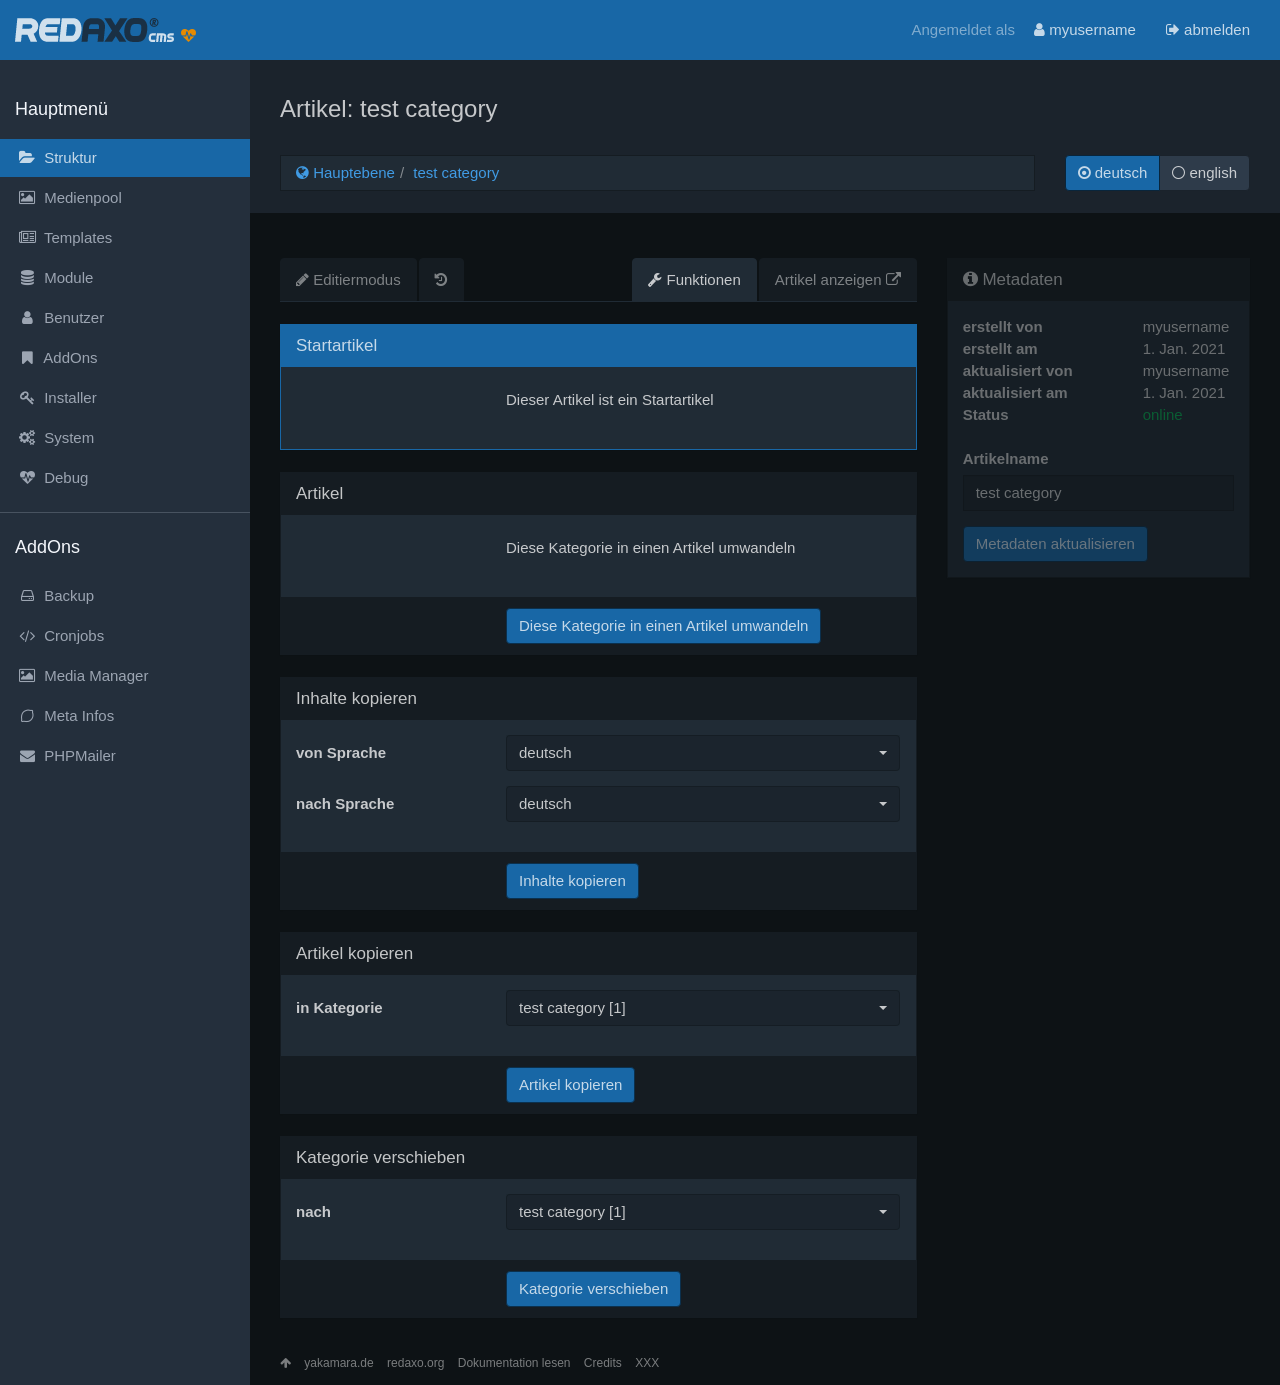 REDAXO® cms
Angemeldet als myusername abmelden
Hauptmenü
Struktur
Medienpool
Templates
Module
Benutzer
AddOns
Installer
System
Debug
AddOns
Backup
Cronjobs
Media Manager
Meta Infos
PHPMailer
Artikel: test category
Hauptebene / test category
deutsch
english
Editiermodus
Funktionen
Artikel anzeigen
Startartikel
Dieser Artikel ist ein Startartikel
Artikel
Diese Kategorie in einen Artikel umwandeln
Diese Kategorie in einen Artikel umwandeln
Inhalte kopieren
von Sprache deutsch
nach Sprache deutsch
Inhalte kopieren
Artikel kopieren
in Kategorie test category [1]
Artikel kopieren
Kategorie verschieben
nach test category [1]
Kategorie verschieben
Metadaten
erstellt von myusername
erstellt am 1. Jan. 2021
aktualisiert von myusername
aktualisiert am 1. Jan. 2021
Status online
Artikelname
test category
Metadaten aktualisieren
yakamara.de redaxo.org Dokumentation lesen Credits XXX